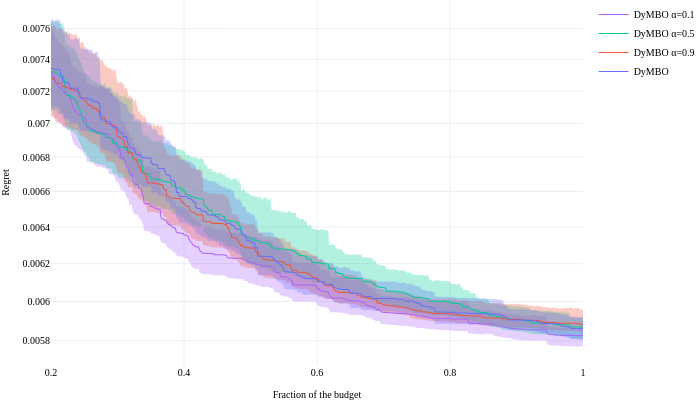 0.0076
0.0074
0.0072
0.007
0.0068
0.0066
0.0064
0.0062
0.006
0.0058
Regret
0.2
0.4
0.6
0.8
1
Fraction of the budget
DyMBO α=0.1
DyMBO α=0.5
DyMBO α=0.9
DyMBO